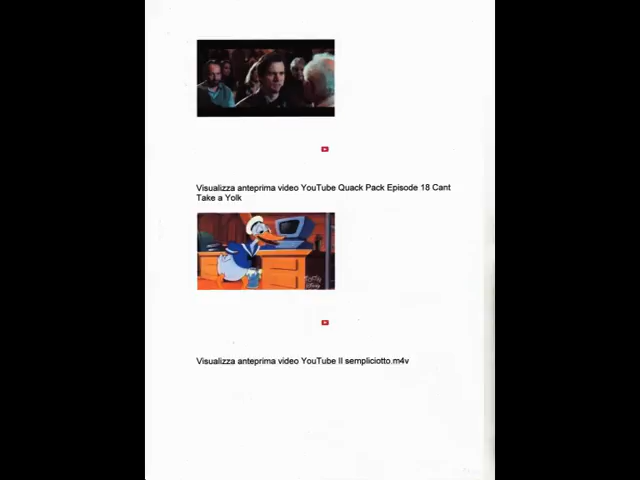 Visualizza anteprima video YouTube Quack Pack Episode 18 Cant
Take a Yolk
Visualizza anteprima video YouTube Il sempliciotto.m4v